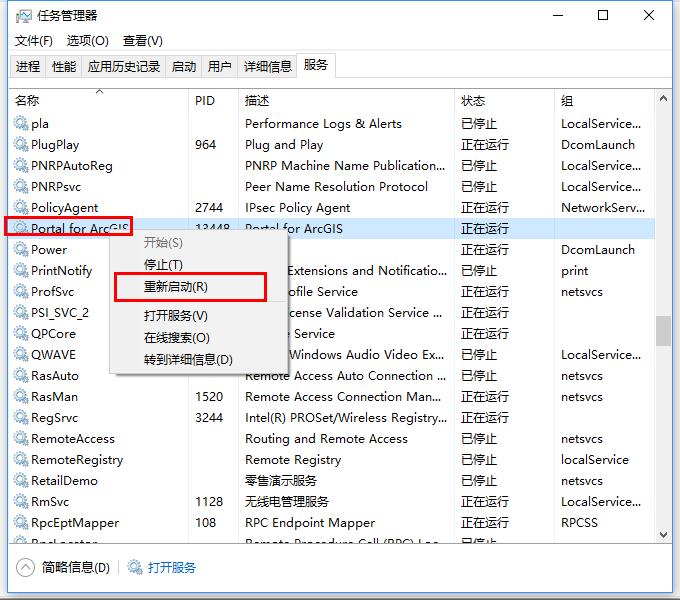 任务管理器
文件(F) 选项(O) 查看(V)
进程 性能 应用历史记录 启动 用户 详细信息 服务
名称 PID 描述 状态 组
pla Performance Logs & Alerts 已停止 LocalService...
PlugPlay 964 Plug and Play 正在运行 DcomLaunch
PNRPAutoReg PNRP Machine Name Publication... 已停止 LocalService...
PNRPsvc Peer Name Resolution Protocol 已停止 LocalService...
PolicyAgent 2744 IPsec Policy Agent 正在运行 NetworkServ...
Portal for ArcGIS 13448 Portal for ArcGIS 正在运行
开始(S)
Power 正在运行 DcomLaunch
停止(T)
PrintNotify Extensions and Notificatio... 已停止 print
重新启动(R)
ProfSvc ofile Service 正在运行 netsvcs
PSI_SVC_2 cense Validation Service ... 正在运行
打开服务(V)
QPCore e Service 正在运行
在线搜索(O)
QWAVE Windows Audio Video Ex... 已停止 LocalService...
转到详细信息(D)
RasAuto Remote Access Auto Connection ... 已停止 netsvcs
RasMan 1520 Remote Access Connection Man... 正在运行 netsvcs
RegSrvc 3244 Intel(R) PROSet/Wireless Registry... 正在运行
RemoteAccess Routing and Remote Access 已停止 netsvcs
RemoteRegistry Remote Registry 已停止 localService
RetailDemo 零售演示服务 已停止 netsvcs
RmSvc 1128 无线电管理服务 正在运行 LocalService...
RpcEptMapper 108 RPC Endpoint Mapper 正在运行 RPCSS
RpcLocator Remote Procedure Call (RPC) Loc... 已停止
简略信息(D) 打开服务